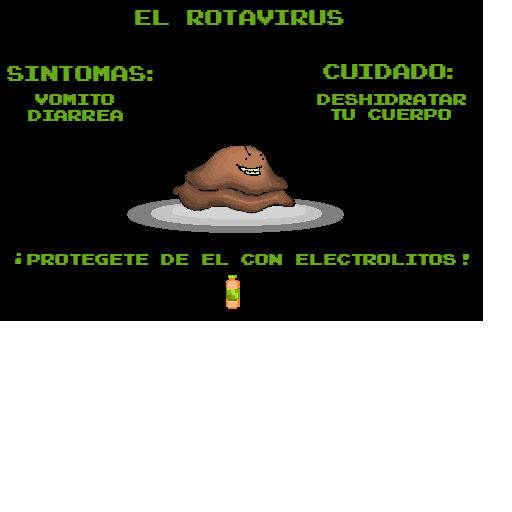 EL ROTAVIRUS
SINTOMAS:
VOMITO
DIARREA
CUIDADO:
DESHIDRATAR
TU CUERPO
¡PROTEGETE DE EL CON ELECTROLITOS!